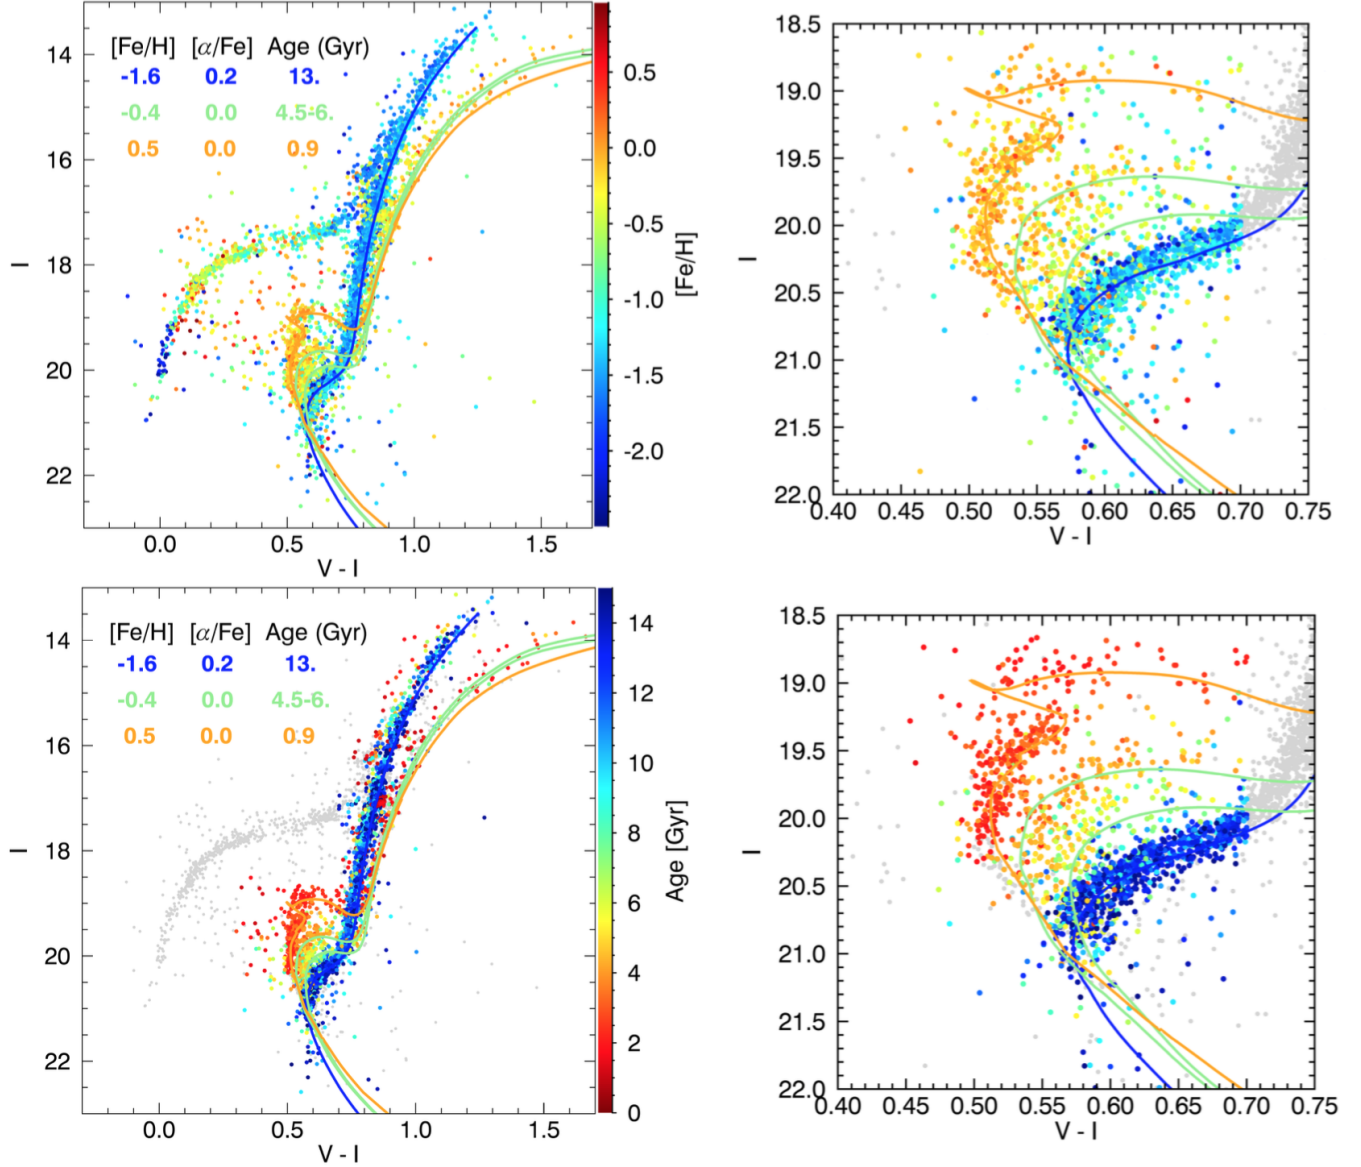 [Fe/H] [α/Fe] Age (Gyr)
-1.6 0.2 13.
-0.4 0.0 4.5-6.
0.5 0.0 0.9
14
16
18
20
22
I
0.0 0.5 1.0 1.5
V - I
0.5
0.0
-0.5
-1.0
-1.5
-2.0
[Fe/H]
18.5
19.0
19.5
20.0
20.5
21.0
21.5
22.0
I
0.40 0.45 0.50 0.55 0.60 0.65 0.70 0.75
V - I
[Fe/H] [α/Fe] Age (Gyr)
-1.6 0.2 13.
-0.4 0.0 4.5-6.
0.5 0.0 0.9
14
16
18
20
22
I
0.0 0.5 1.0 1.5
V - I
14
12
10
8
6
4
2
0
Age [Gyr]
18.5
19.0
19.5
20.0
20.5
21.0
21.5
22.0
I
0.40 0.45 0.50 0.55 0.60 0.65 0.70 0.75
V - I